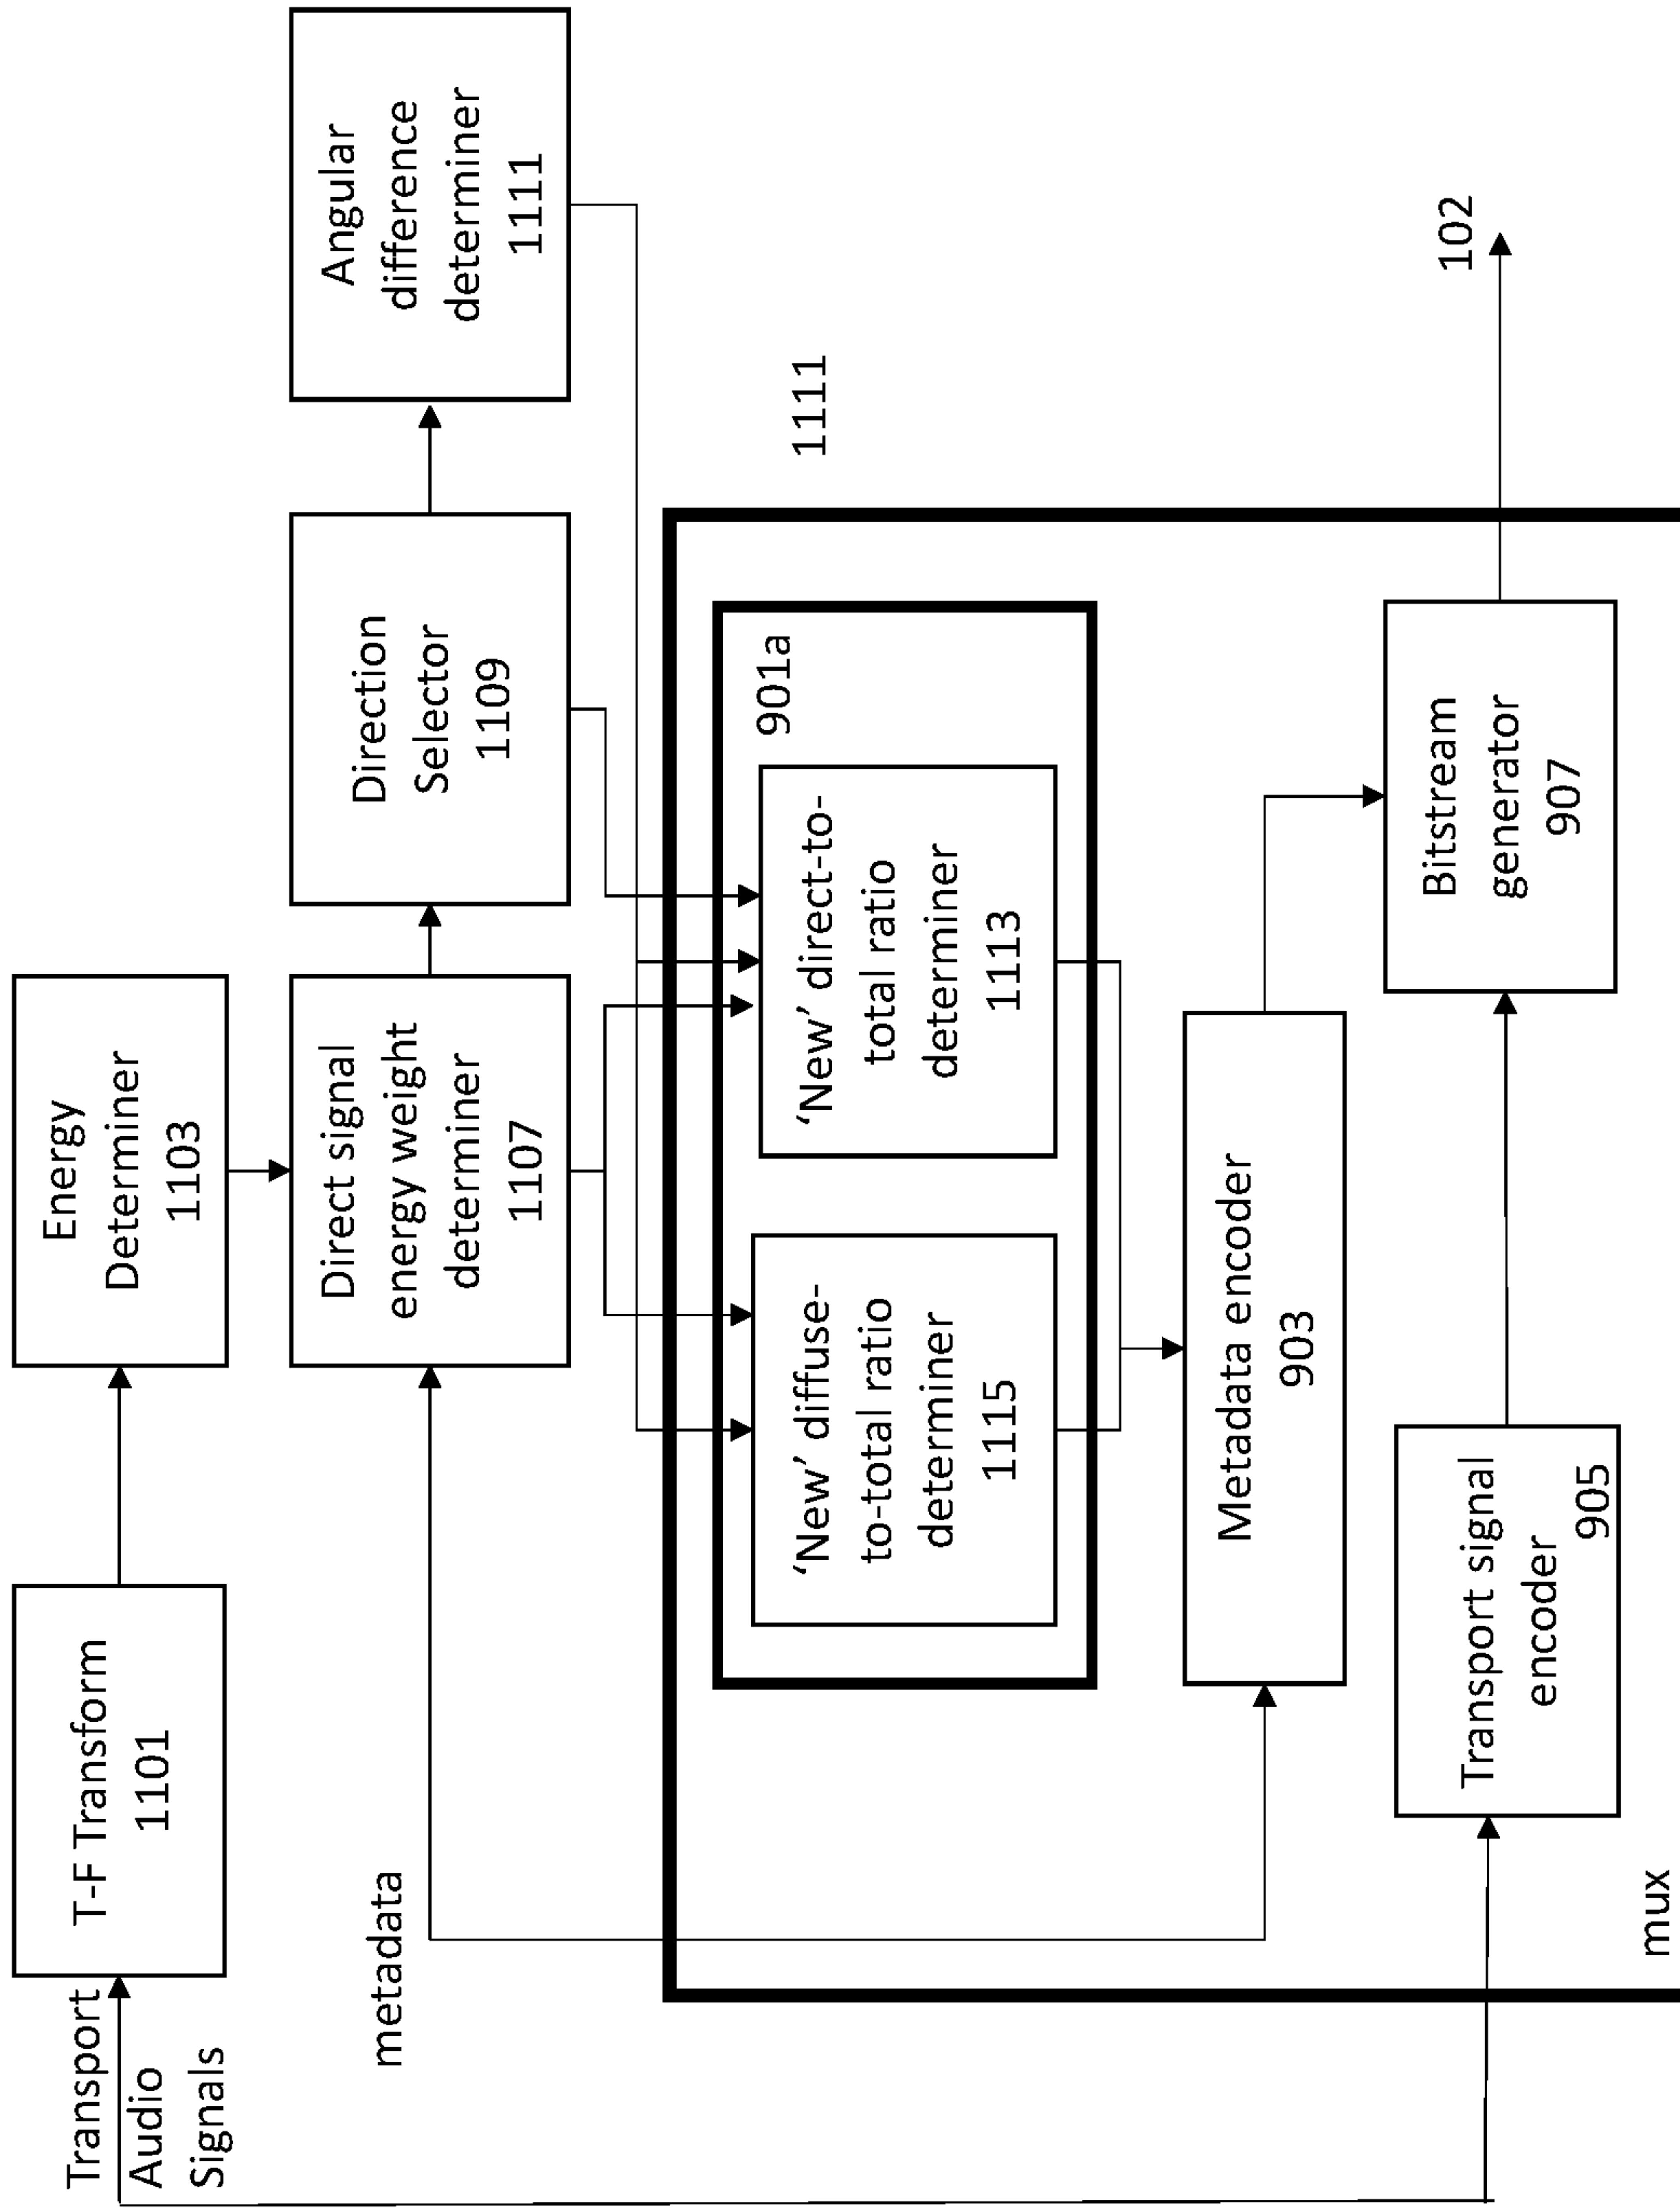 Transport
Audio
Signals
T-F Transform
1101
Energy
Determiner
1103
metadata
Direct signal
energy weight
determiner
1107
Direction
Selector
1109
Angular
difference
determiner
1111
1111
901a
‘New’ diffuse-
to-total ratio
determiner
1115
‘New’ direct-to-
total ratio
determiner
1113
Metadata encoder
903
Transport signal
encoder
905
Bitstream
generator
907
102
mux